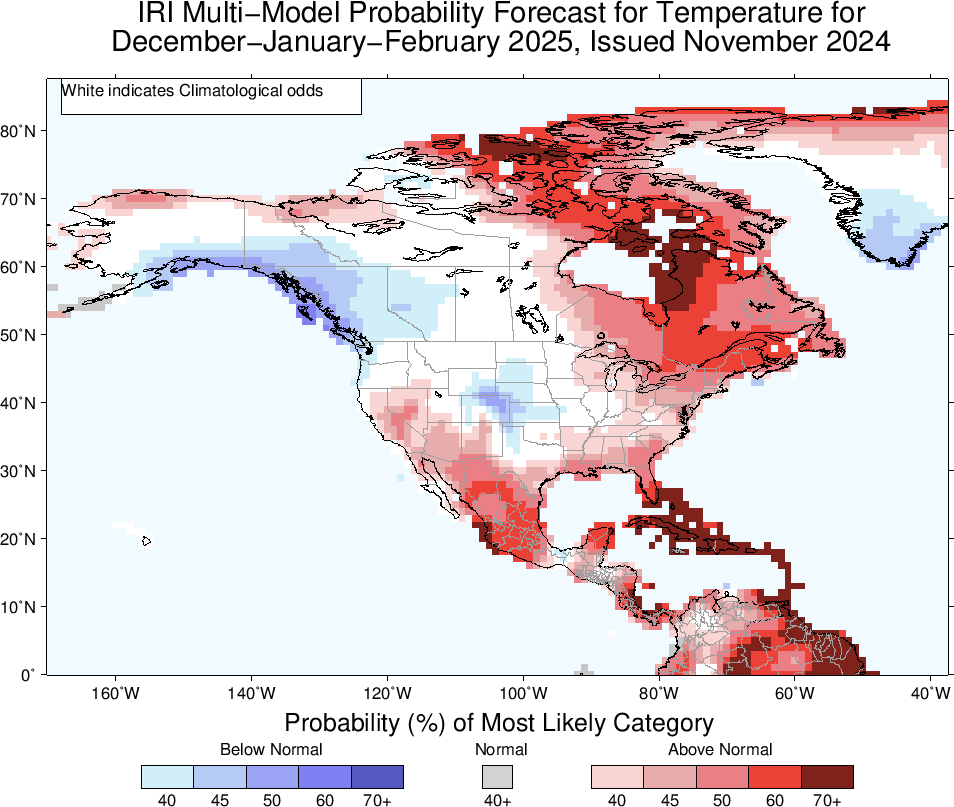 IRI Multi−Model Probability Forecast for Temperature for
December−January−February 2025, Issued November 2024
White indicates Climatological odds
80˚N
70˚N
60˚N
50˚N
40˚N
30˚N
20˚N
10˚N
0˚
160˚W 140˚W 120˚W 100˚W 80˚W 60˚W 40˚W
Probability (%) of Most Likely Category
Below Normal Normal Above Normal
40 45 50 60 70+ 40+ 40 45 50 60 70+